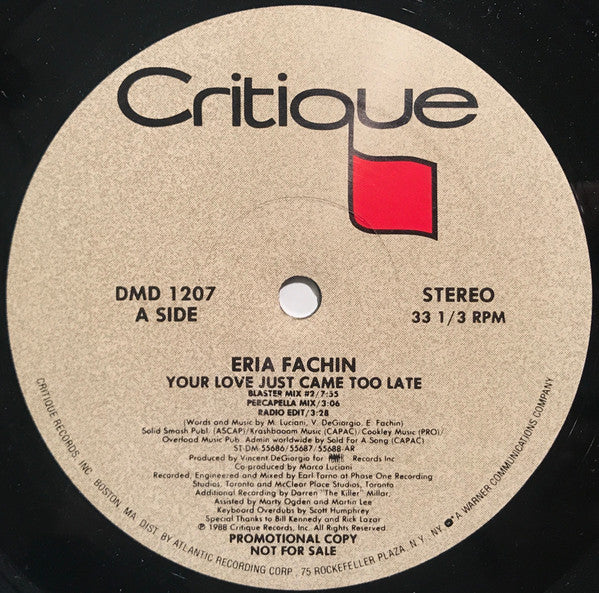 Critique
DMD 1207
A SIDE
STEREO
33 1/3 RPM
ERIA FACHIN
YOUR LOVE JUST CAME TOO LATE
BLASTER MIX #2/7:35
PERCAPELLA MIX/3:06
RADIO EDIT/3:28
(Words and Music by M. Luciani, V. DeGiorgio, E. Fachin)
Solid Smash Publ. (ASCAP)/Krashbooom Music (CAPAC)/Cookley Music (PRO)/
Overload Music Pub. Admin worldwide by Sold For A Song (CAPAC)
ST-DM-55686/55687/55688-AR
Produced by Vincent DeGiorgio for Records Inc
Co-produced by Marco Luciani
Recorded, Engineered and Mixed by Earl Torno at Phase One Recording
Studios, Toronto and McClear Place Studios, Toronto
Additional Recording by Darren "The Killer" Millar,
Assisted by Marty Ogden and Martin Lee
Keyboard Overdubs by Scott Humphrey
Special Thanks to Bill Kennedy and Rick Lazar
℗ 1988 Critique Records, Inc. All Rights Reserved.
PROMOTIONAL COPY
NOT FOR SALE
CRITIQUE RECORDS, INC. BOSTON, MA. DIST. BY ATLANTIC RECORDING CORP., 75 ROCKEFELLER PLAZA, N.Y., NY. A WARNER COMMUNICATIONS COMPANY